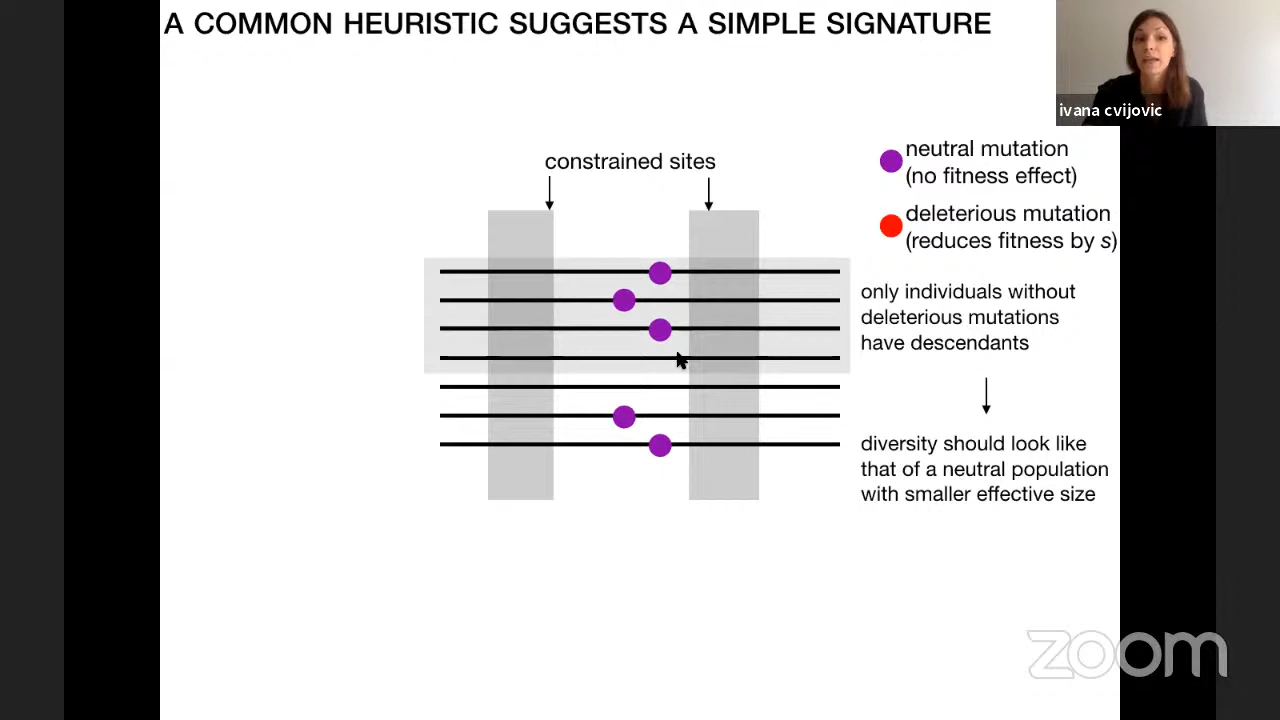 A COMMON HEURISTIC SUGGESTS A SIMPLE SIGNATURE
ivana cvijovic
constrained sites
neutral mutation
(no fitness effect)
deleterious mutation
(reduces fitness by s)
only individuals without
deleterious mutations
have descendants
diversity should look like
that of a neutral population
with smaller effective size
zoom